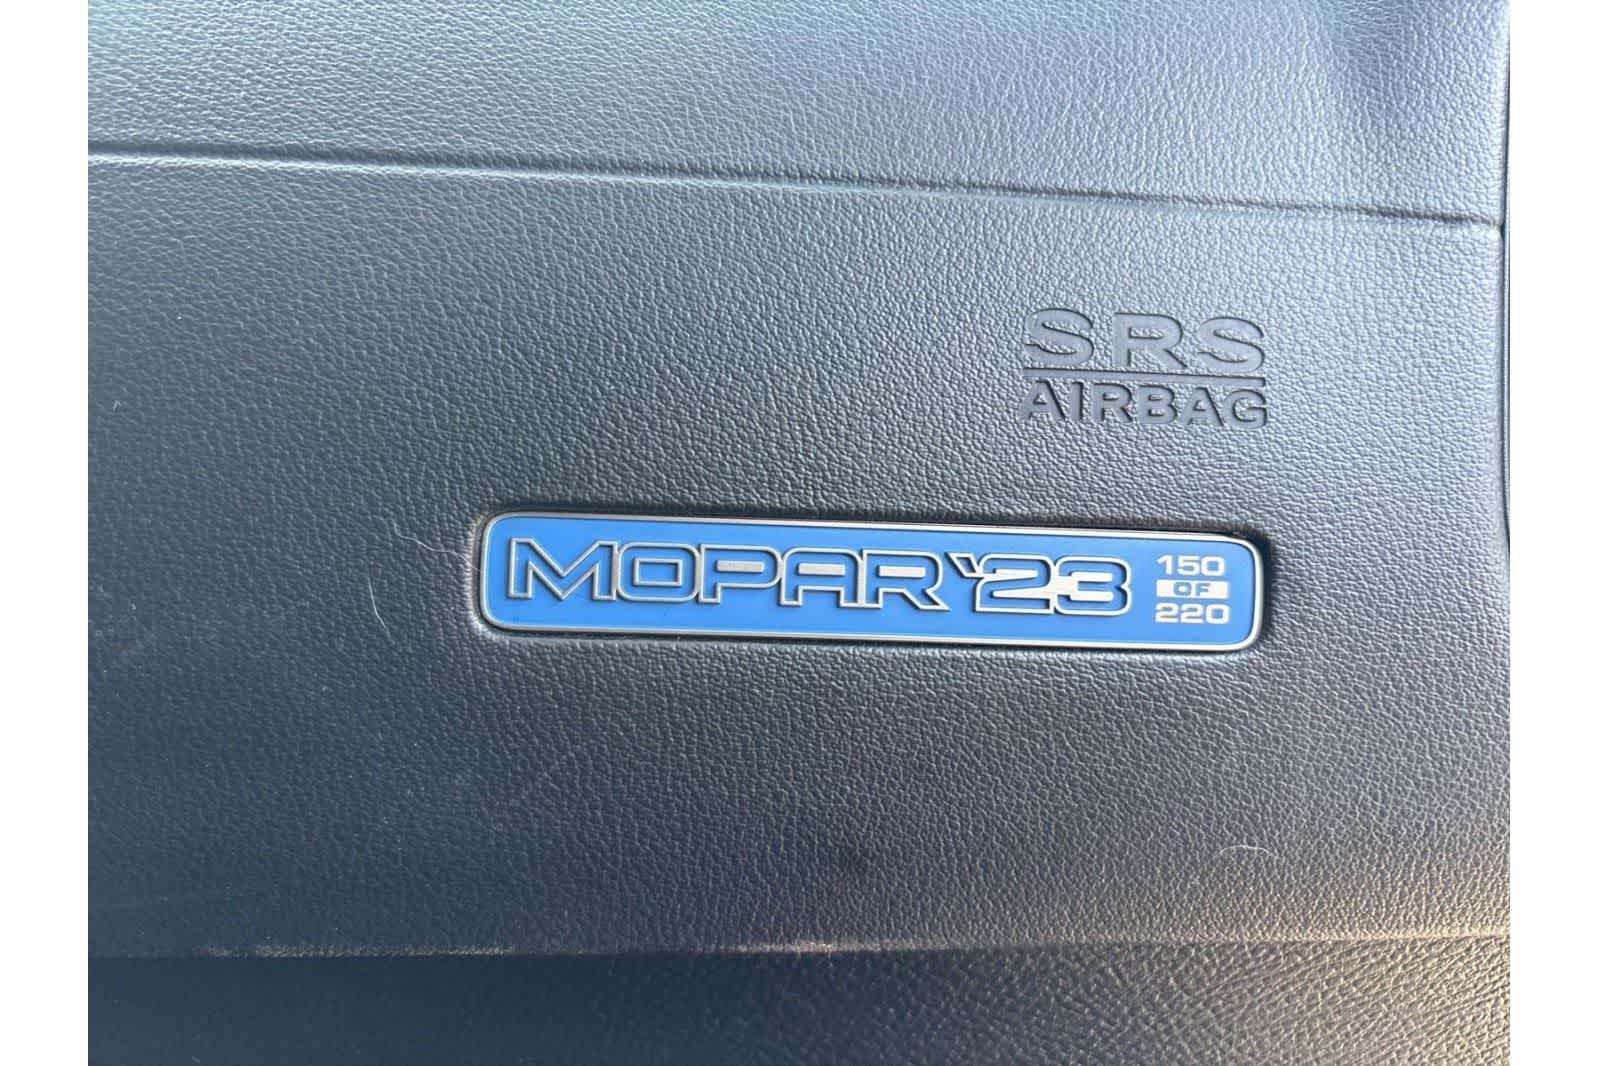 SRS
AIRBAG
MOPAR '23
150
OF
220